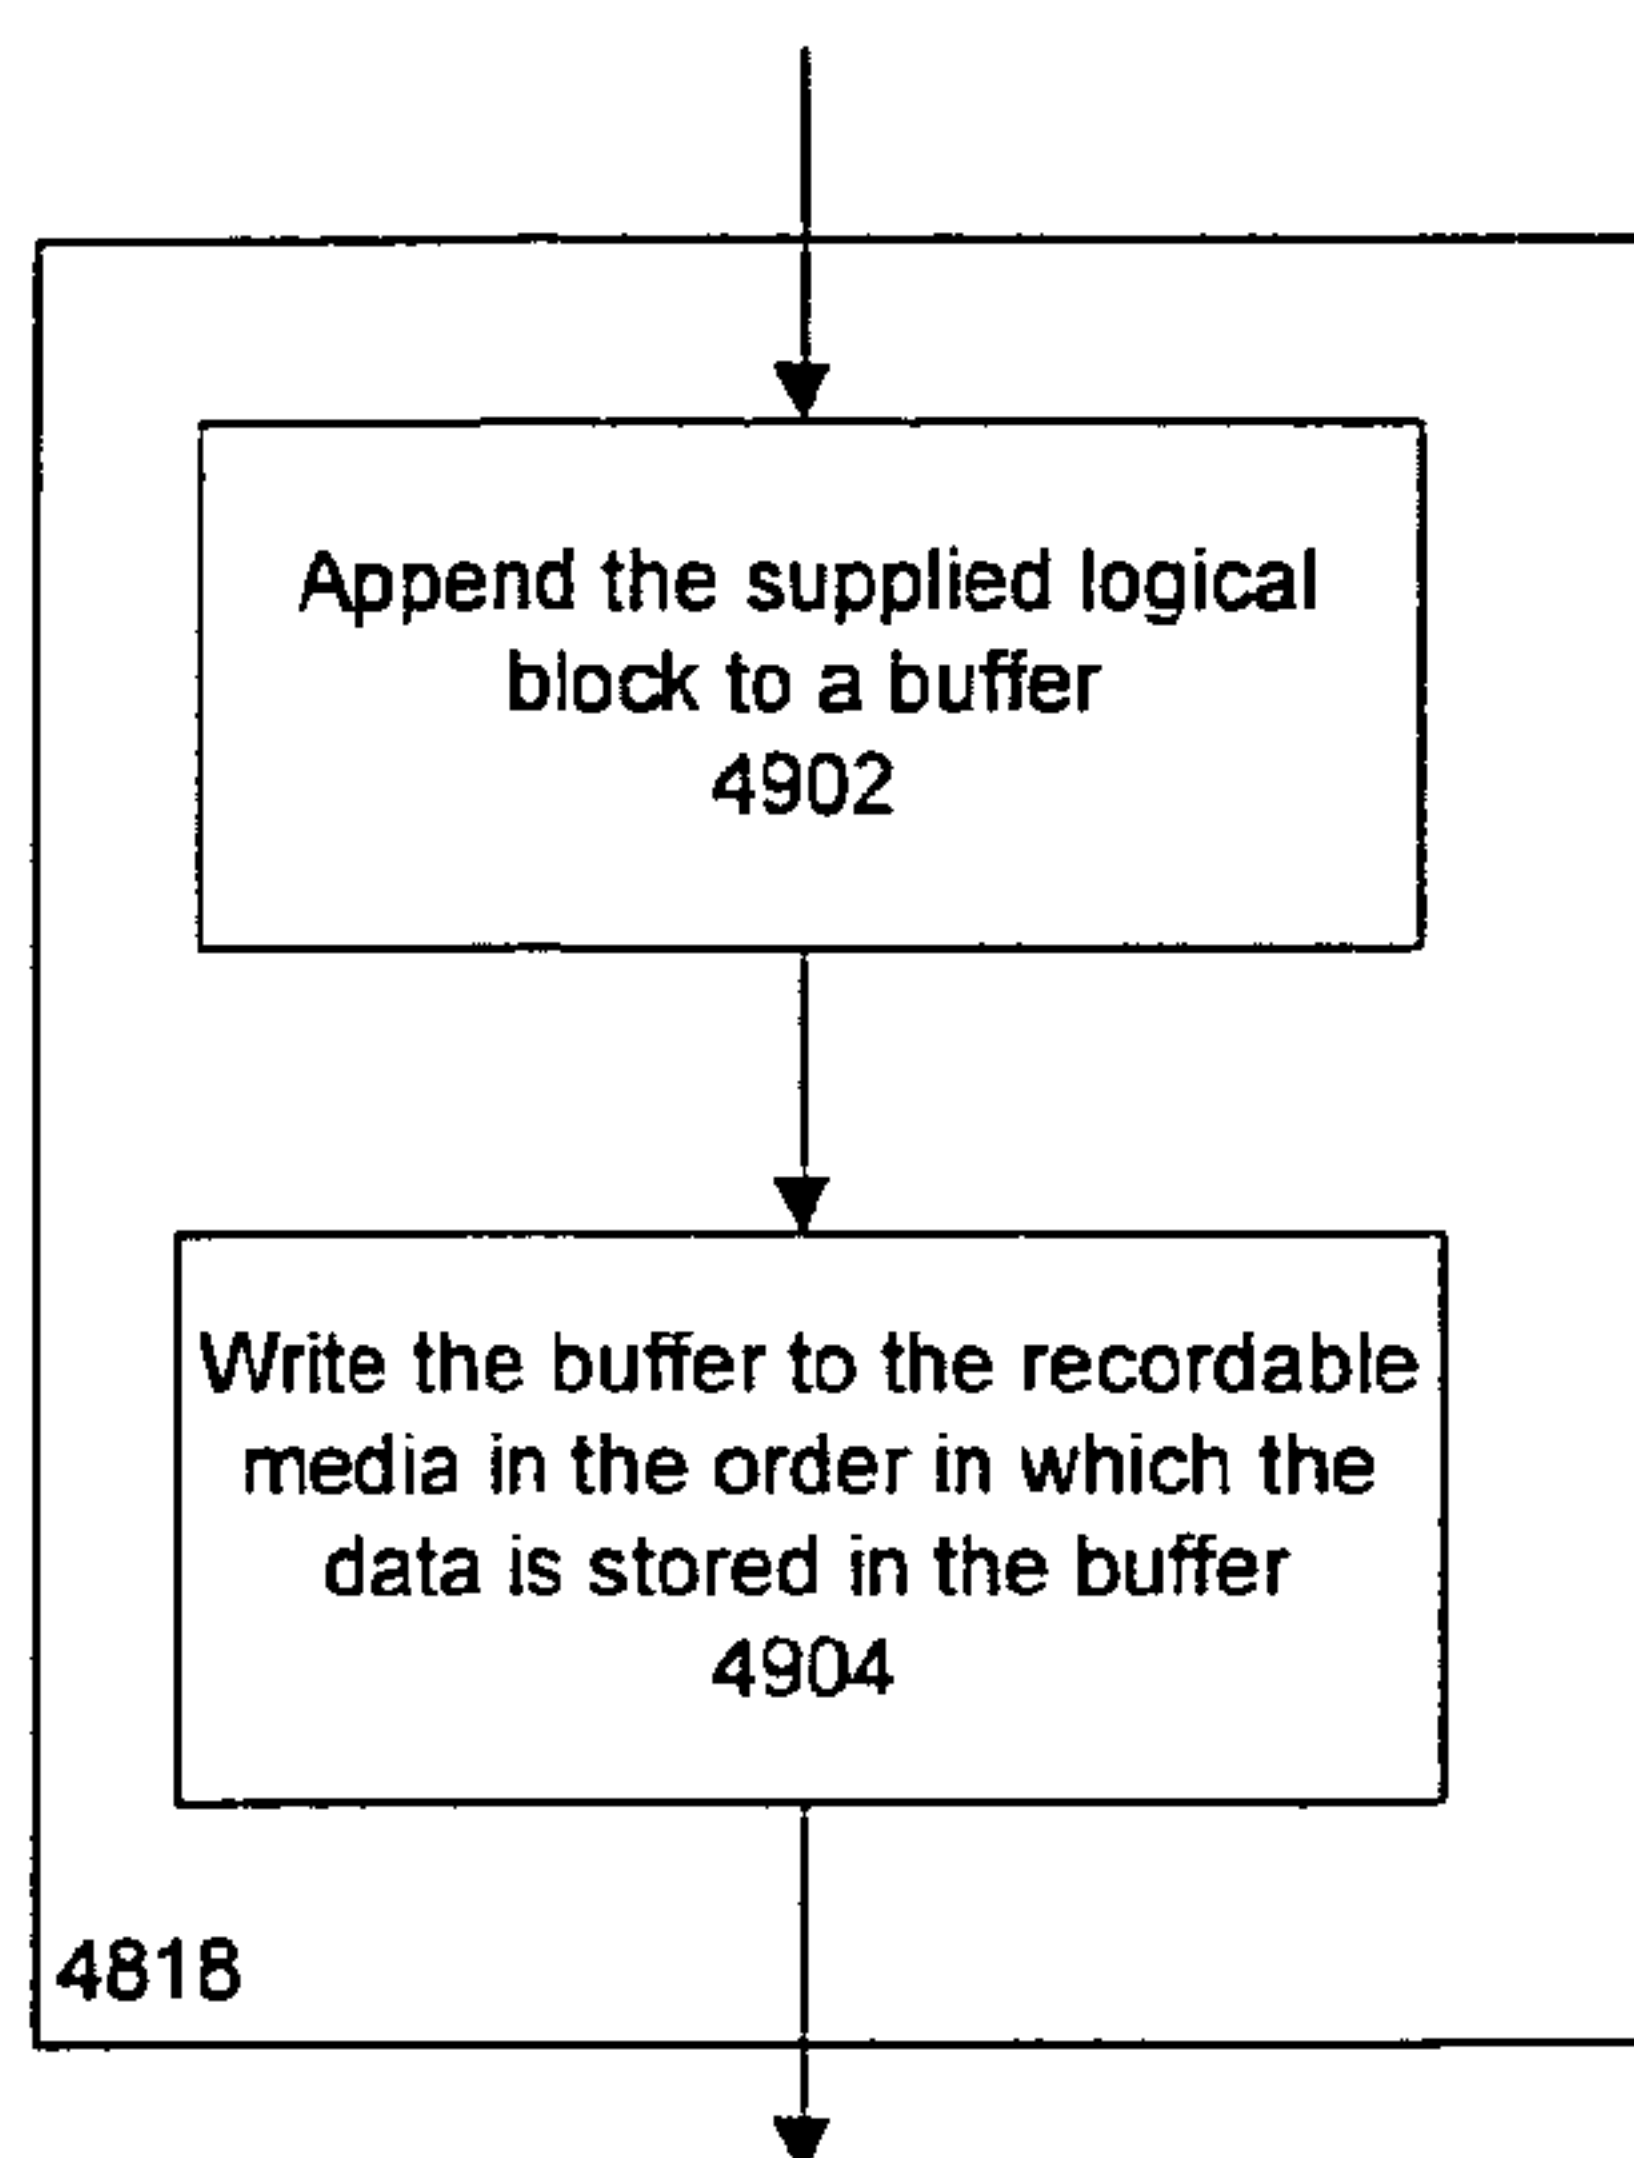 Append the supplied logical
block to a buffer
4902
Write the buffer to the recordable
media in the order in which the
data is stored in the buffer
4904
4818